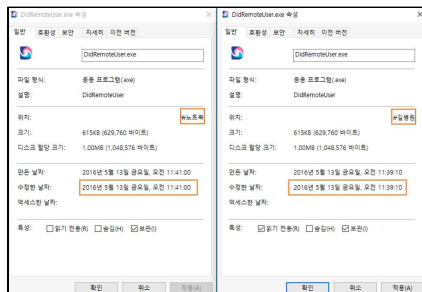 DidRemoteUser.exe 속성
일반 호환성 보안 자세히 이전 버전
DidRemoteUser.exe
파일 형식: 응용 프로그램(.exe)
설명: DidRemoteUser
위치: #노트북
크기: 615KB (629,760 바이트)
디스크 할당 크기: 1.00MB (1,048,576 바이트)
만든 날짜: 2016년 5월 13일 금요일, 오전 11:41:00
수정한 날짜: 2016년 5월 13일 금요일, 오전 11:41:00
액세스한 날짜:
특성: 읽기 전용(R) 숨김(H) 보관(I)
확인 취소 적용(A)
DidRemoteUser.exe 속성
일반 호환성 보안 자세히 이전 버전
DidRemoteUser.exe
파일 형식: 응용 프로그램(.exe)
설명: DidRemoteUser
위치: #길병원
크기: 615KB (629,760 바이트)
디스크 할당 크기: 1.00MB (1,048,576 바이트)
만든 날짜: 2016년 5월 13일 금요일, 오전 11:39:10
수정한 날짜: 2016년 5월 13일 금요일, 오전 11:39:10
액세스한 날짜:
특성: 읽기 전용(R) 숨김(H) 보관(I)
확인 취소 적용(A)